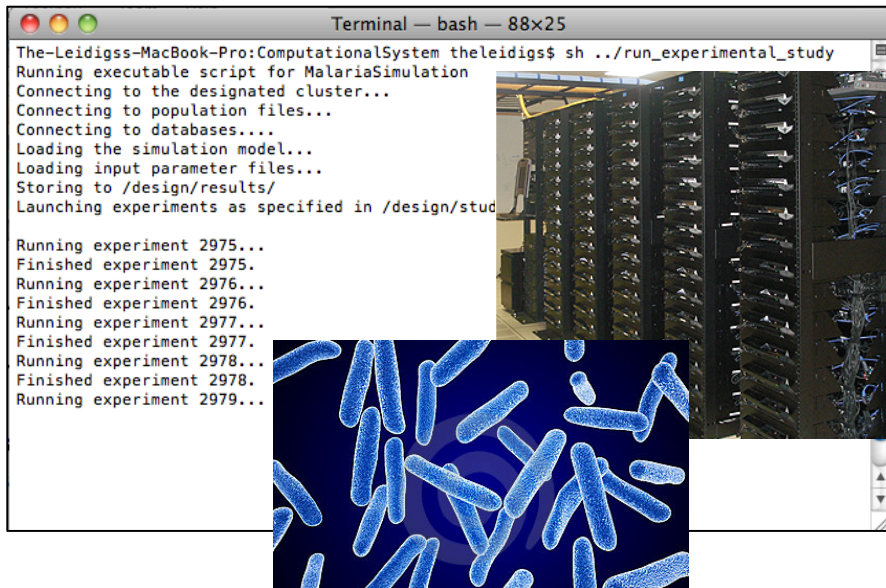 Terminal — bash — 88×25
The-Leidigss-MacBook-Pro:ComputationalSystem theleidigs$ sh ../run_experimental_study
Running executable script for MalariaSimulation
Connecting to the designated cluster...
Connecting to population files...
Connecting to databases....
Loading the simulation model...
Loading input parameter files...
Storing to /design/results/
Launching experiments as specified in /design/stud
Running experiment 2975...
Finished experiment 2975.
Running experiment 2976...
Finished experiment 2976.
Running experiment 2977...
Finished experiment 2977.
Running experiment 2978...
Finished experiment 2978.
Running experiment 2979...